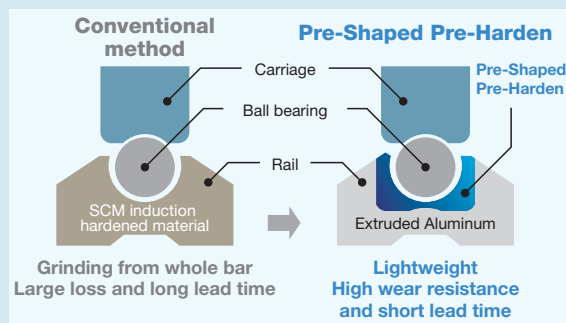 Conventional
method
Pre-Shaped Pre-Harden
Carriage
Pre-Shaped
Pre-Harden
Ball bearing
Rail
SCM induction
hardened material
Extruded Aluminum
Grinding from whole bar
Large loss and long lead time
Lightweight
High wear resistance
and short lead time